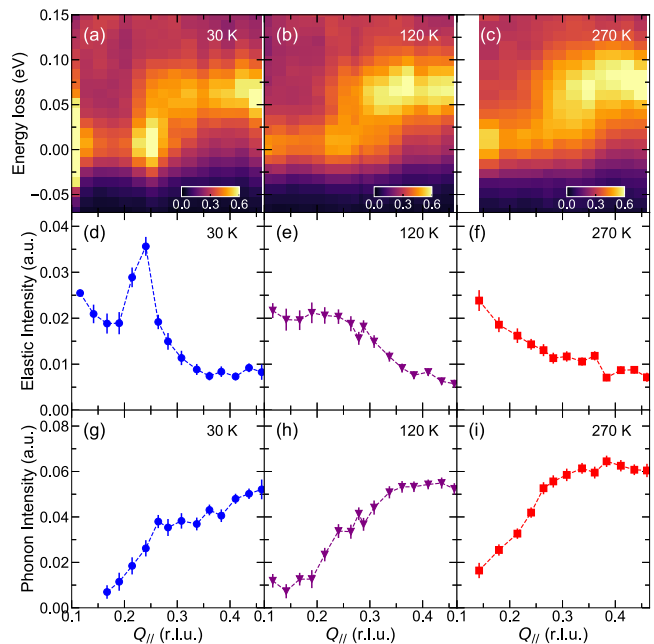 0.15
0.10
0.05
0.00
−0.05
Energy loss (eV)
(a) 30 K
0.0 0.3 0.6
(b) 120 K
0.0 0.3 0.6
(c) 270 K
0.0 0.3 0.6
0.04
0.03
0.02
0.01
0.00
Elastic Intensity (a.u.)
(d) 30 K
(e) 120 K
(f) 270 K
0.08
0.06
0.04
0.02
0.00
Phonon Intensity (a.u.)
(g) 30 K
(h) 120 K
(i) 270 K
0.1 0.2 0.3 0.4 0.1 0.2 0.3 0.4 0.1 0.2 0.3 0.4
Q// (r.l.u.) Q// (r.l.u.) Q// (r.l.u.)